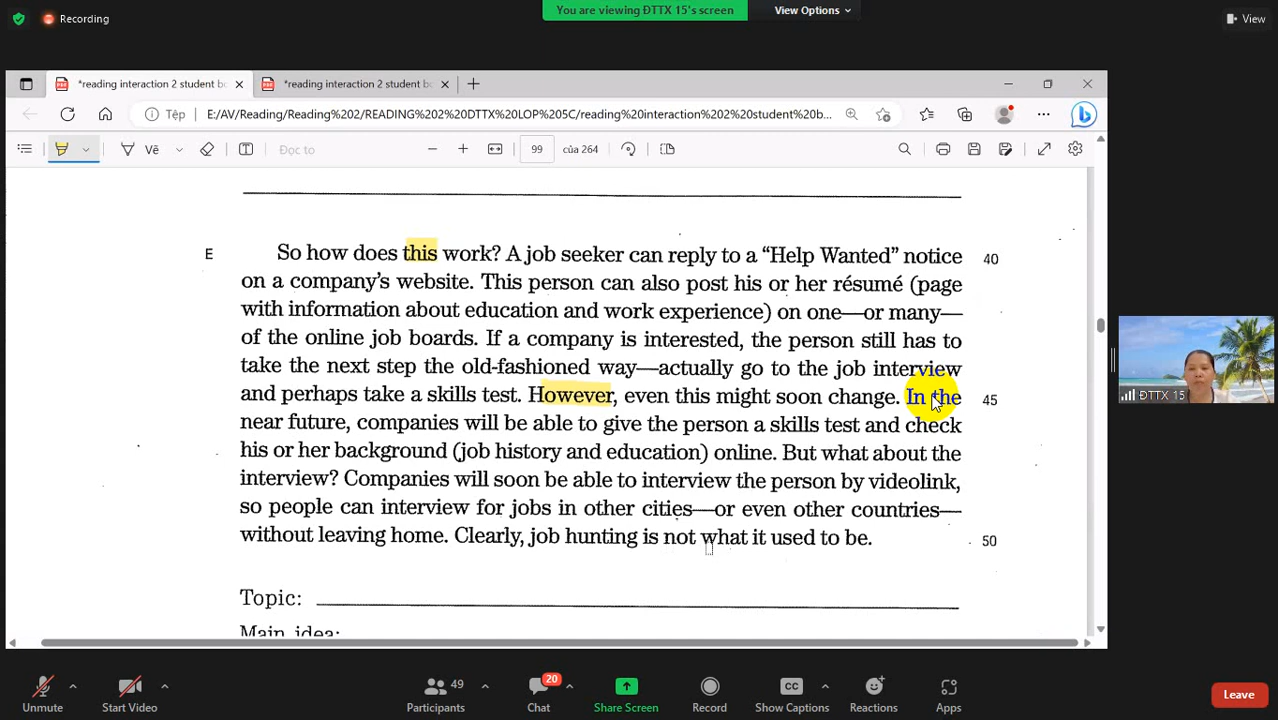 Recording
You are viewing ĐTTX 15's screen
View Options
View
*reading interaction 2 student bo
*reading interaction 2 student bo
Tệp
E:/AV/Reading/Reading%202/READING%202%20DTTX%20LOP%205C/reading%20interaction%202%20student%20b...
Vẽ
Đọc to
99
của 264
E
So how does this work? A job seeker can reply to a “Help Wanted” notice 40
on a company’s website. This person can also post his or her résumé (page
with information about education and work experience) on one—or many—
of the online job boards. If a company is interested, the person still has to
take the next step the old-fashioned way—actually go to the job interview
and perhaps take a skills test. However, even this might soon change. In the 45
near future, companies will be able to give the person a skills test and check
his or her background (job history and education) online. But what about the
interview? Companies will soon be able to interview the person by videolink,
so people can interview for jobs in other cities—or even other countries—
without leaving home. Clearly, job hunting is not what it used to be. 50
Topic:
Main idea:
ĐTTX 15
Unmute
Start Video
49
Participants
20
Chat
Share Screen
Record
CC
Show Captions
Reactions
Apps
Leave